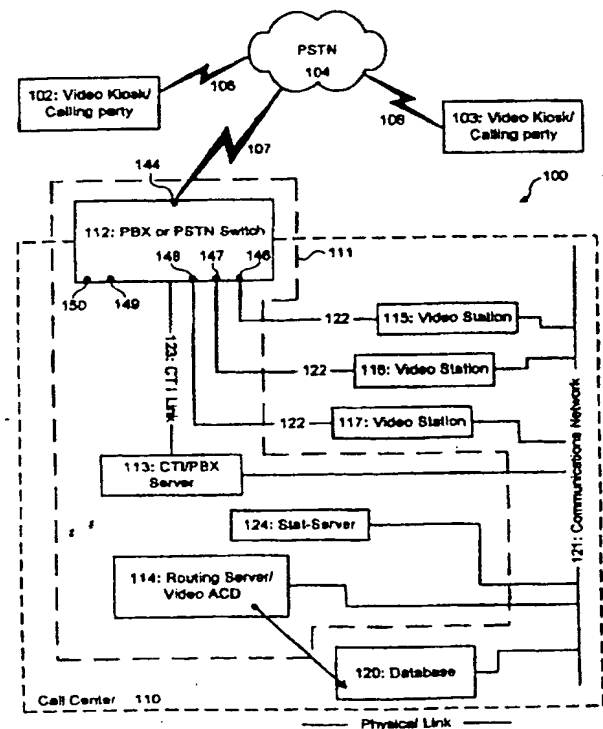 PSTN
104
106
102: Video Kiosk/
Calling party
108
103: Video Kiosk/
Calling party
107
144
100
112: PBX or PSTN Switch
111
148
147
146
150
149
122
115: Video Station
122
116: Video Station
123: CTI Link
122
117: Video Station
113: CTI/PBX
Server
121: Communications Network
124: Stat-Server
114: Routing Server/
Video ACD
120: Database
Call Center 110
Physical Link